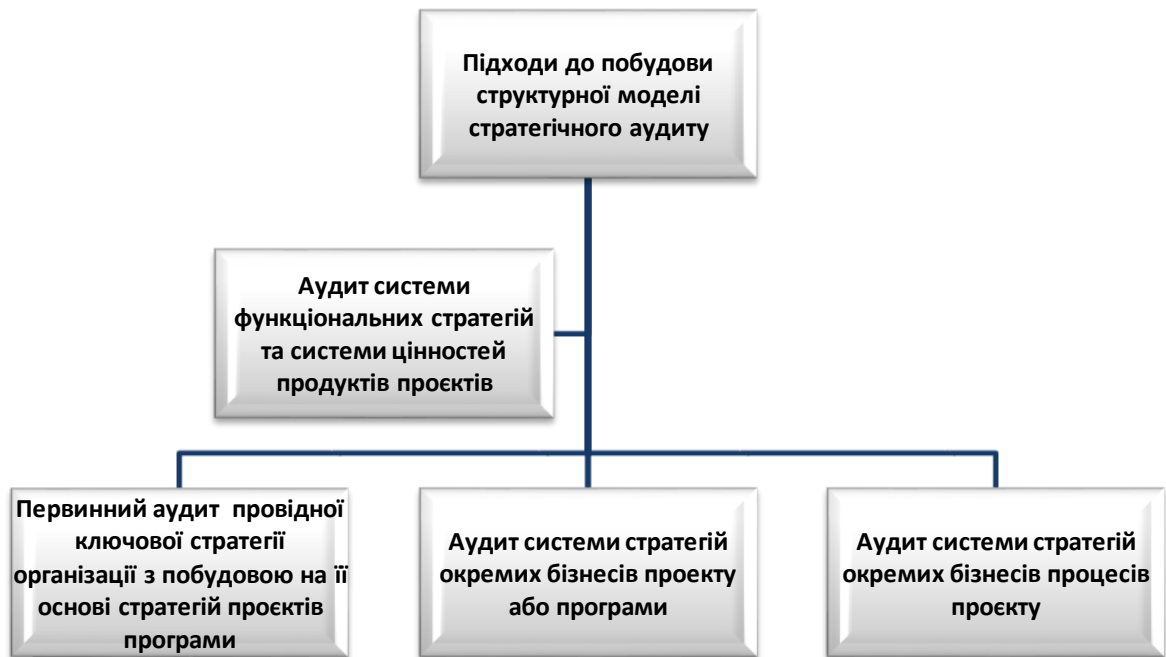 Підходи до побудови
структурної моделі
стратегічного аудиту
Аудит системи
функціональних стратегій
та системи цінностей
продуктів проєктів
Первинний аудит провідної
ключової стратегії
організації з побудовою на її
основі стратегій проєктів
програми
Аудит системи стратегій
окремих бізнесів проекту
або програми
Аудит системи стратегій
окремих бізнесів процесів
проєкту